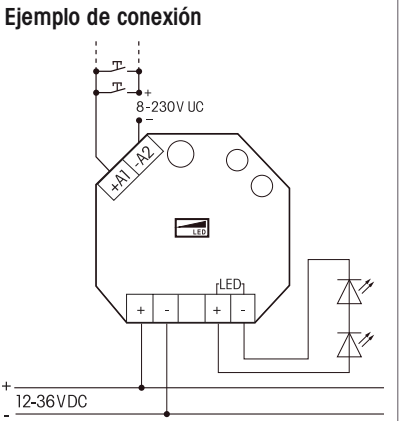 Ejemplo de conexión
+
8-230V UC
-
+A1 -A2
LED
LED
+ - + -
+
12-36VDC
-